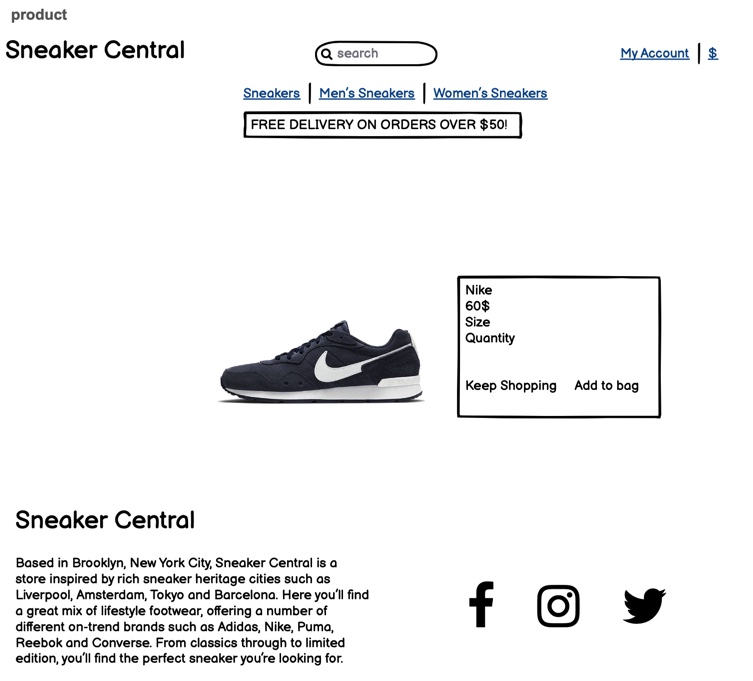 product
Sneaker Central
search
My Account
$
Sneakers
Men's Sneakers
Women's Sneakers
FREE DELIVERY ON ORDERS OVER $50!
Nike
60$
Size
Quantity
Keep Shopping
Add to bag
Sneaker Central
Based in Brooklyn, New York City, Sneaker Central is a
store inspired by rich sneaker heritage cities such as
Liverpool, Amsterdam, Tokyo and Barcelona. Here you'll find
a great mix of lifestyle footwear, offering a number of
different on-trend brands such as Adidas, Nike, Puma,
Reebok and Converse. From classics through to limited
edition, you'll find the perfect sneaker you're looking for.